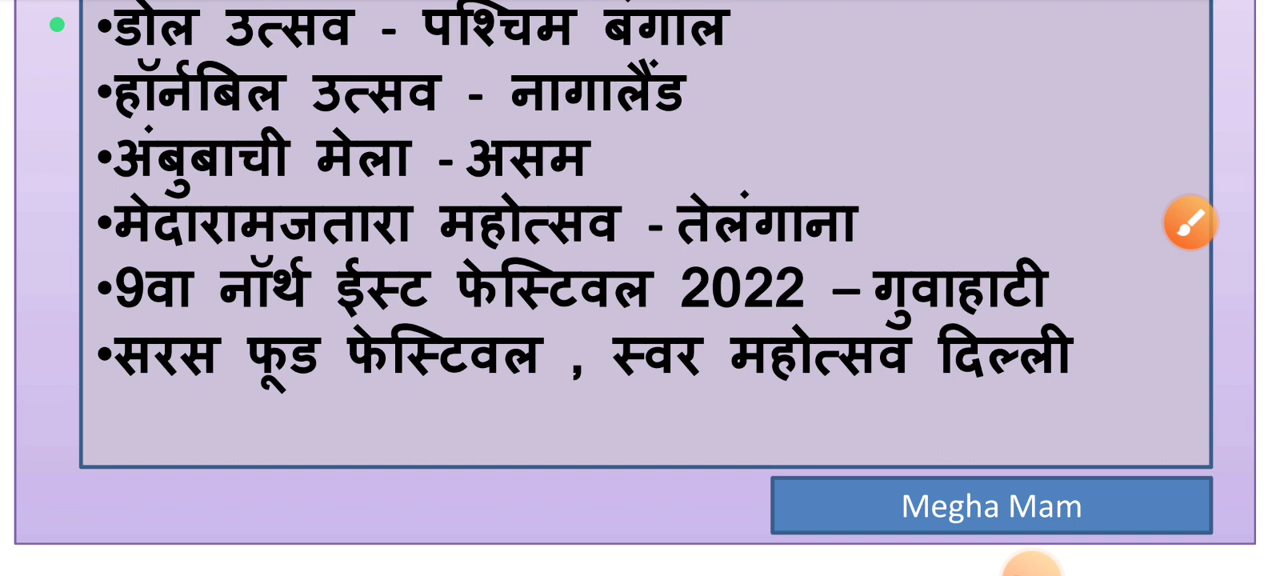 •डोल उत्सव - पश्चिम बंगाल
•हॉर्नबिल उत्सव - नागालैंड
•अंबुबाची मेला - असम
•मेदारामजतारा महोत्सव - तेलंगाना
•9वा नॉर्थ ईस्ट फेस्टिवल 2022 – गुवाहाटी
•सरस फूड फेस्टिवल , स्वर महोत्सव दिल्ली
Megha Mam